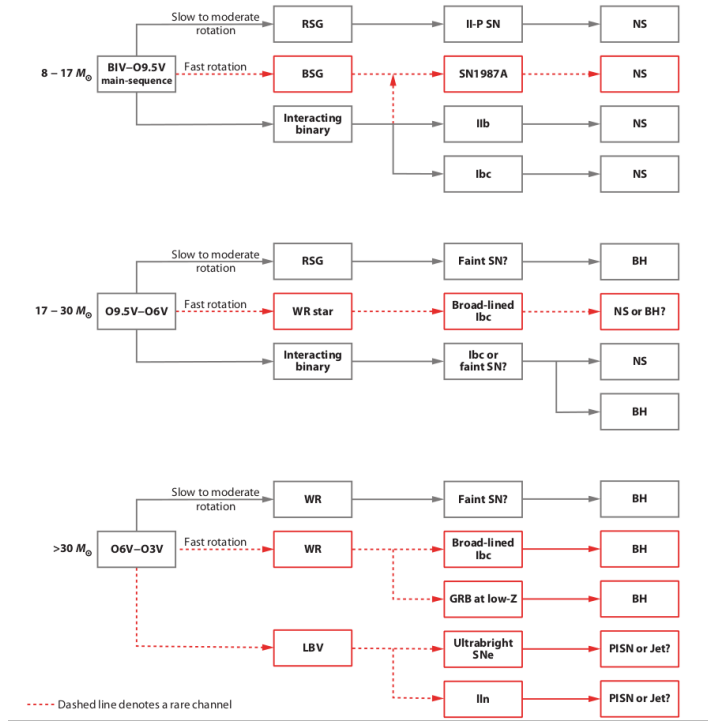 Slow to moderate
rotation
RSG
II-P SN
NS
8 – 17 M⊙
BIV–O9.5V
main-sequence
Fast rotation
BSG
SN1987A
NS
Interacting
binary
IIb
NS
Ibc
NS
Slow to moderate
rotation
RSG
Faint SN?
BH
17 – 30 M⊙
O9.5V–O6V
Fast rotation
WR star
Broad-lined
Ibc
NS or BH?
Interacting
binary
Ibc or
faint SN?
NS
BH
Slow to moderate
rotation
WR
Faint SN?
BH
>30 M⊙
O6V–O3V
Fast rotation
WR
Broad-lined
Ibc
BH
GRB at low-Z
BH
LBV
Ultrabright
SNe
PISN or Jet?
IIn
PISN or Jet?
Dashed line denotes a rare channel